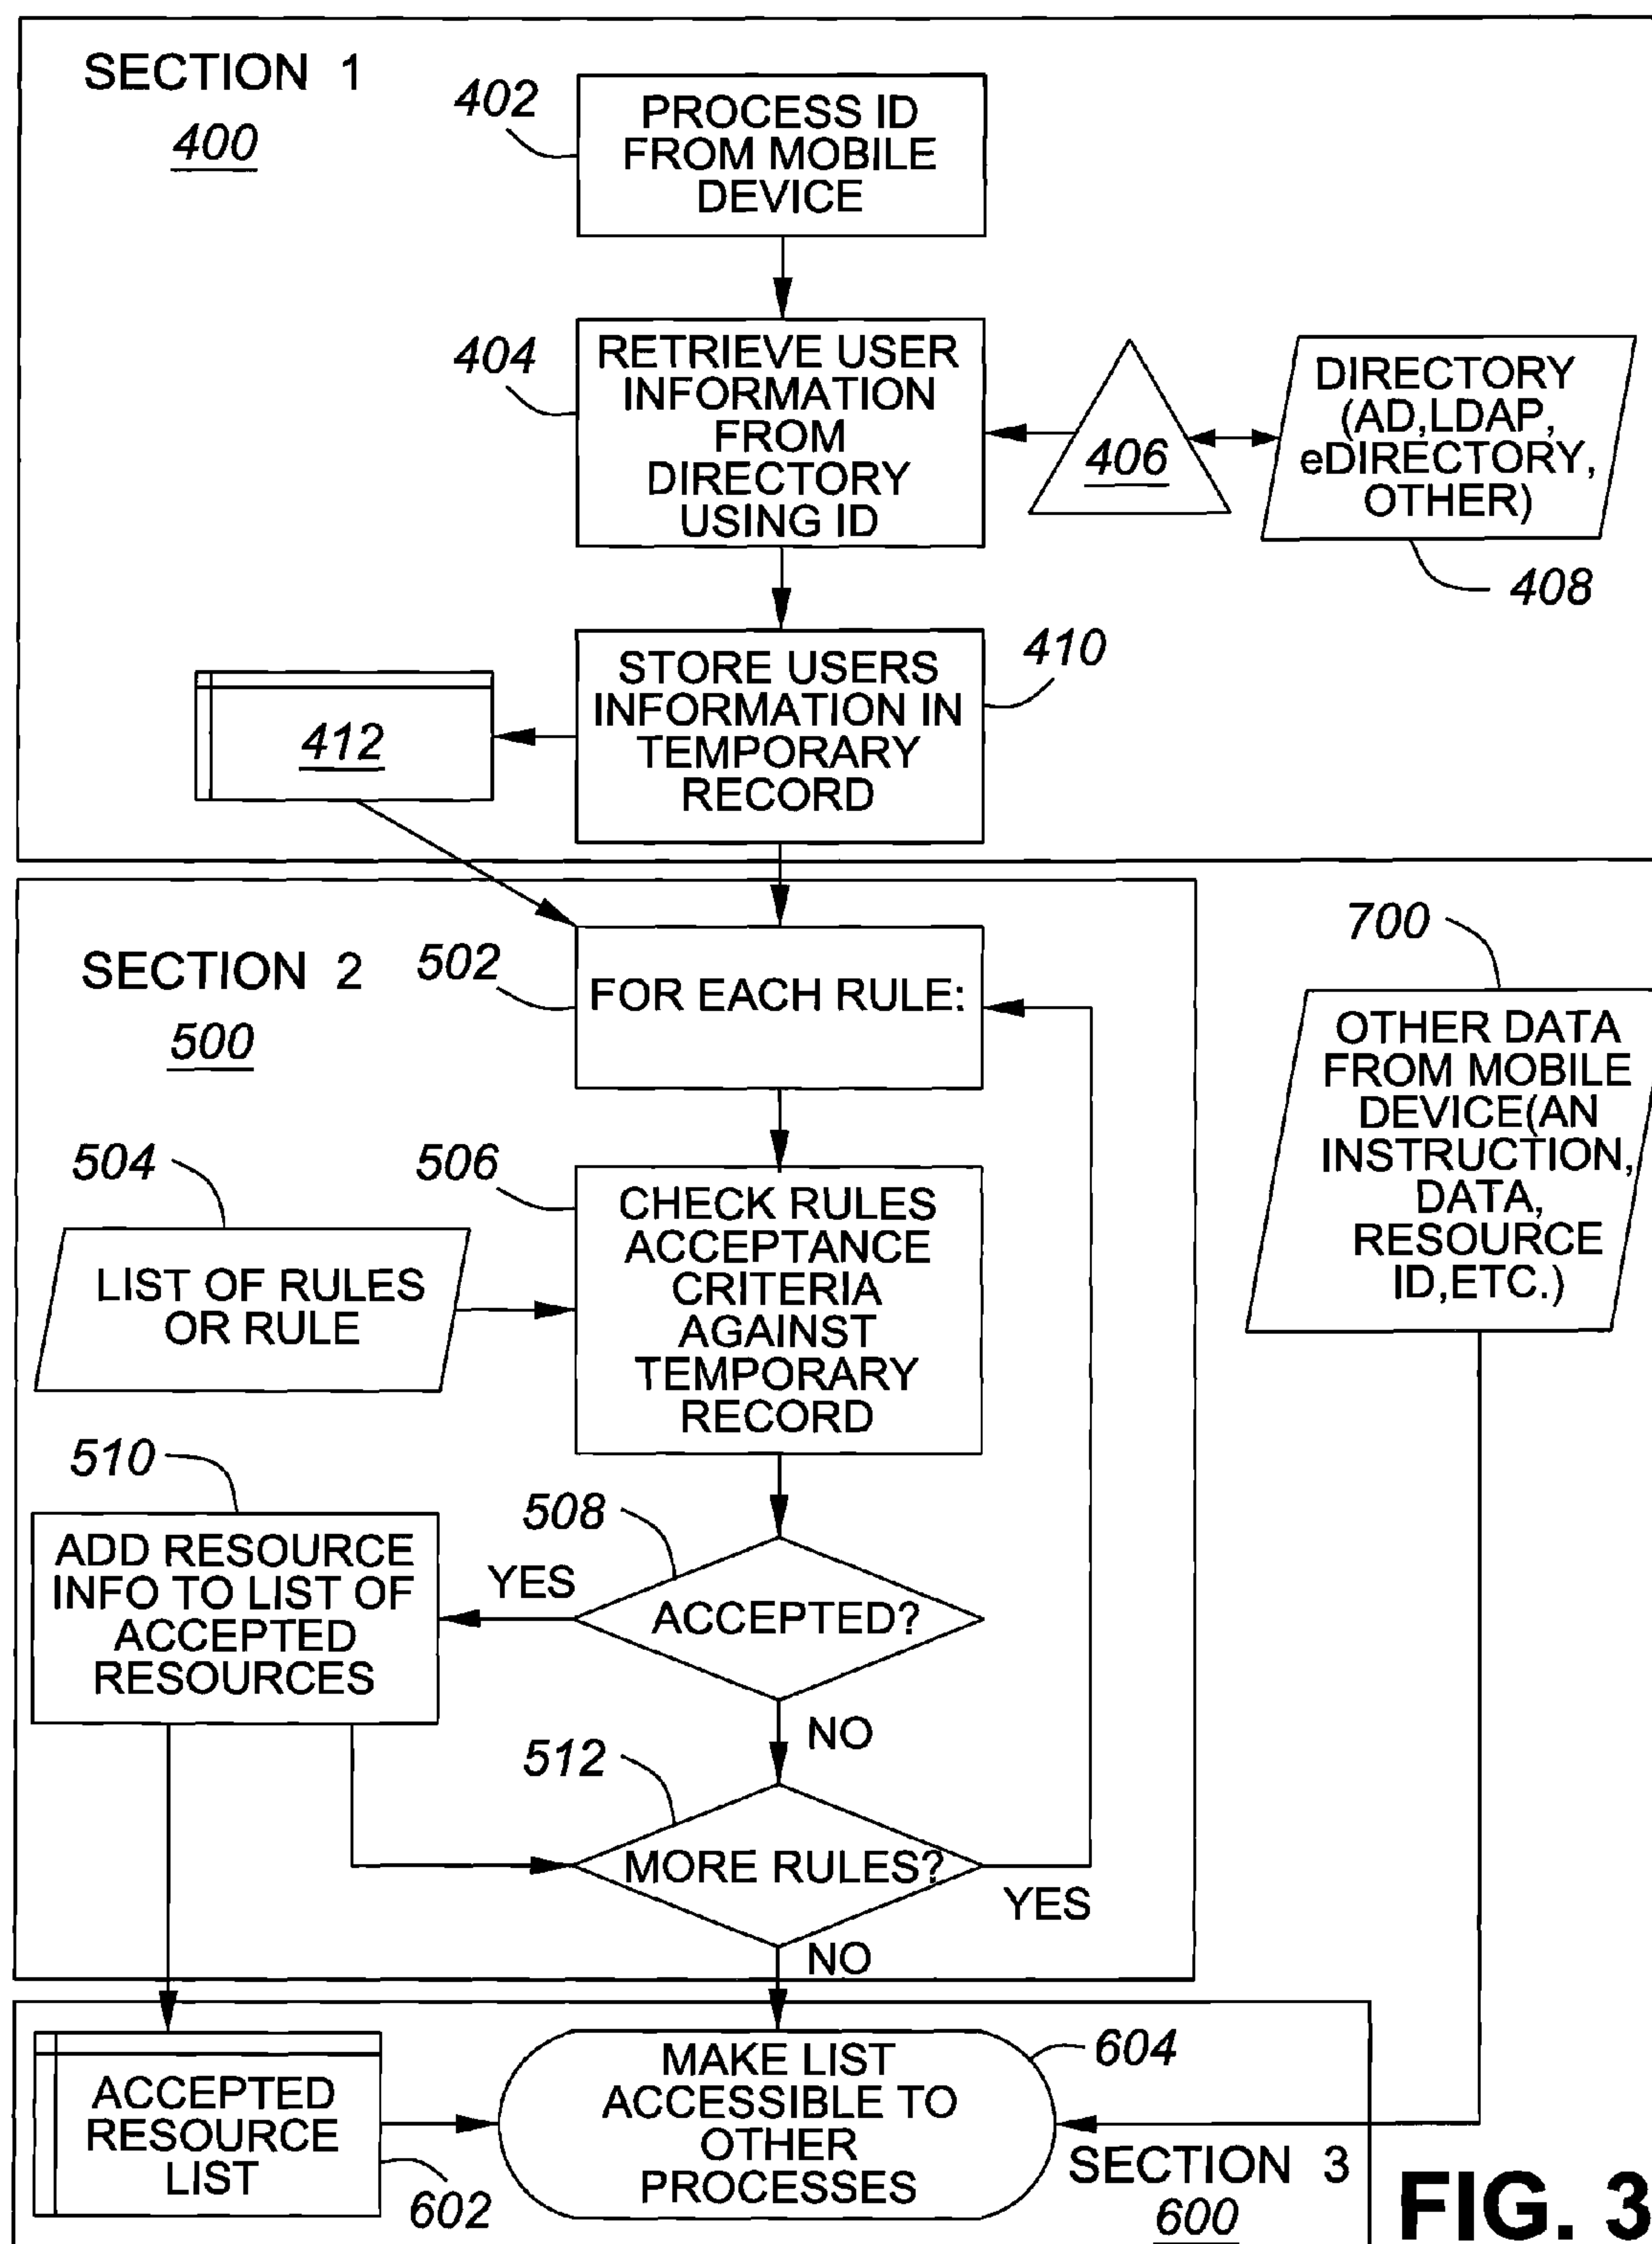 SECTION 1
400
402
PROCESS ID
FROM MOBILE
DEVICE
404
RETRIEVE USER
INFORMATION
FROM
DIRECTORY
USING ID
406
DIRECTORY
(AD,LDAP,
eDIRECTORY,
OTHER)
408
410
STORE USERS
INFORMATION IN
TEMPORARY
RECORD
412
SECTION 2
500
502
FOR EACH RULE:
700
OTHER DATA
FROM MOBILE
DEVICE(AN
INSTRUCTION,
DATA,
RESOURCE
ID,ETC.)
504
LIST OF RULES
OR RULE
506
CHECK RULES
ACCEPTANCE
CRITERIA
AGAINST
TEMPORARY
RECORD
510
ADD RESOURCE
INFO TO LIST OF
ACCEPTED
RESOURCES
508
YES
ACCEPTED?
NO
512
MORE RULES?
YES
NO
ACCEPTED
RESOURCE
LIST
602
MAKE LIST
ACCESSIBLE TO
OTHER
PROCESSES
604
SECTION 3
600
FIG. 3